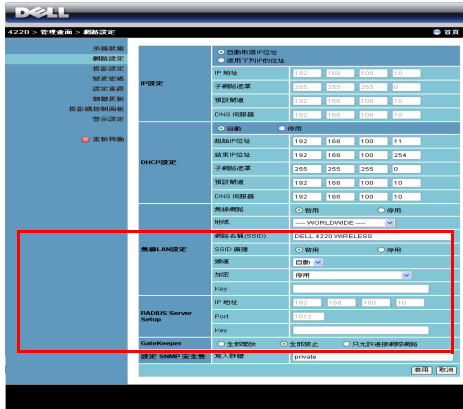 DELL
4220 > 管理畫面 > 網路設定
首頁
系統狀態
網路設定
投影設定
變更密碼
設定重設
韌體更新
投影機控制面板
警示設定
重新啓動
IP設定
自動取得IP位址
使用下列IP的位址
IP 地址 192 168 100 10
子網路遮罩 255 255 255 0
預設閘道 192 168 100 10
DNS 伺服器 192 168 100 10
DHCP設定
自動 停用
起始IP位址 192 168 100 11
結束IP位址 192 168 100 254
子網路遮罩 255 255 255 0
預設閘道 192 168 100 10
DNS 伺服器 192 168 100 10
無線LAN設定
無線網路 啓用 停用
地域 ---- WORLDWIDE ----
網路名稱(SSID) DELL 4220 WIRELESS
SSID 廣播 啓用 停用
頻道 自動
加密 停用
Key
RADIUS Server Setup
IP 地址 192 168 100 10
Port 1812
Key
GateKeeper 全部開放 全部禁止 只允許連接網際網路
設定 SNMP 安全性 寫入群體 private
套用 取消